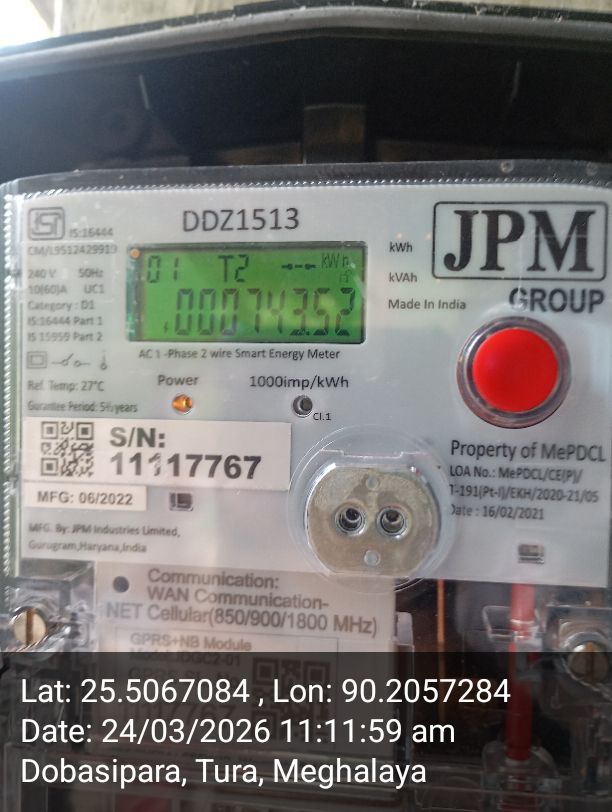 DDZ1513
JPM
GROUP
IS:16444
CM/L9512429913
240 V 50Hz
10(60)A UC1
Category : D1
IS:16444 Part 1
IS 15959 Part 2
01 T2 kWh
kWh
kVAh
Made In India
AC 1 -Phase 2 wire Smart Energy Meter
Ref. Temp: 27°C
Gurantee Period: 5½ years
Power
1000imp/kWh
Cl.1
S/N:
11117767
MFG: 06/2022
MFG. By: JPM Industries Limited,
Gurugram,Haryana,India
Property of MePDCL
LOA No.: MePDCL/CE(P)/
T-191(Pt-I)/EKH/2020-21/05
Date : 16/02/2021
Communication:
WAN Communication-
NET Cellular(850/900/1800 MHz)
GPRS+NB Module
Lat: 25.5067084 , Lon: 90.2057284
Date: 24/03/2026 11:11:59 am
Dobasipara, Tura, Meghalaya